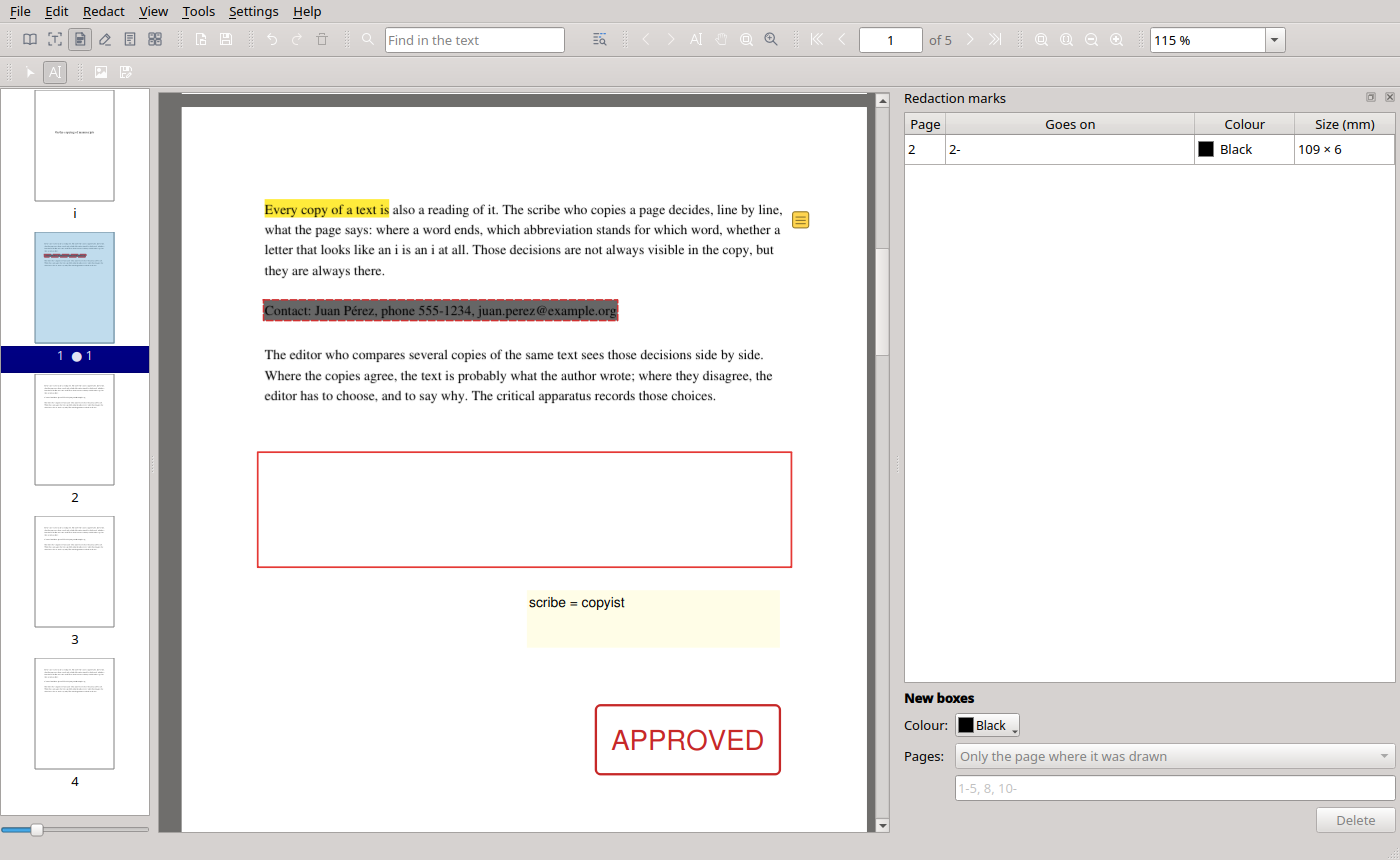 File Edit Redact View Tools Settings Help
Find in the text
1 of 5
115 %
i
1 1
2
3
4
Every copy of a text is also a reading of it. The scribe who copies a page decides, line by line,
what the page says: where a word ends, which abbreviation stands for which word, whether a
letter that looks like an i is an i at all. Those decisions are not always visible in the copy, but
they are always there.
Contact: Juan Pérez, phone 555-1234, juan.perez@example.org
The editor who compares several copies of the same text sees those decisions side by side.
Where the copies agree, the text is probably what the author wrote; where they disagree, the
editor has to choose, and to say why. The critical apparatus records those choices.
scribe = copyist
APPROVED
Redaction marks
Page Goes on Colour Size (mm)
2 2- Black 109 × 6
New boxes
Colour: Black
Pages: Only the page where it was drawn
1-5, 8, 10-
Delete